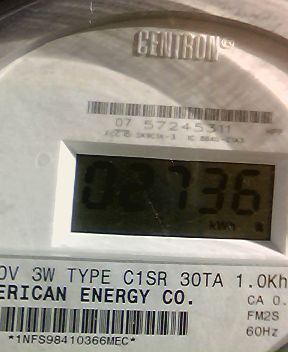 CENTRON®
07 57245311
02736
kWh
0V 3W TYPE C1SR 30TA 1.0Kh
ERICAN ENERGY CO.
CA 0.
FM2S
60Hz
*1NFS98410366MEC*